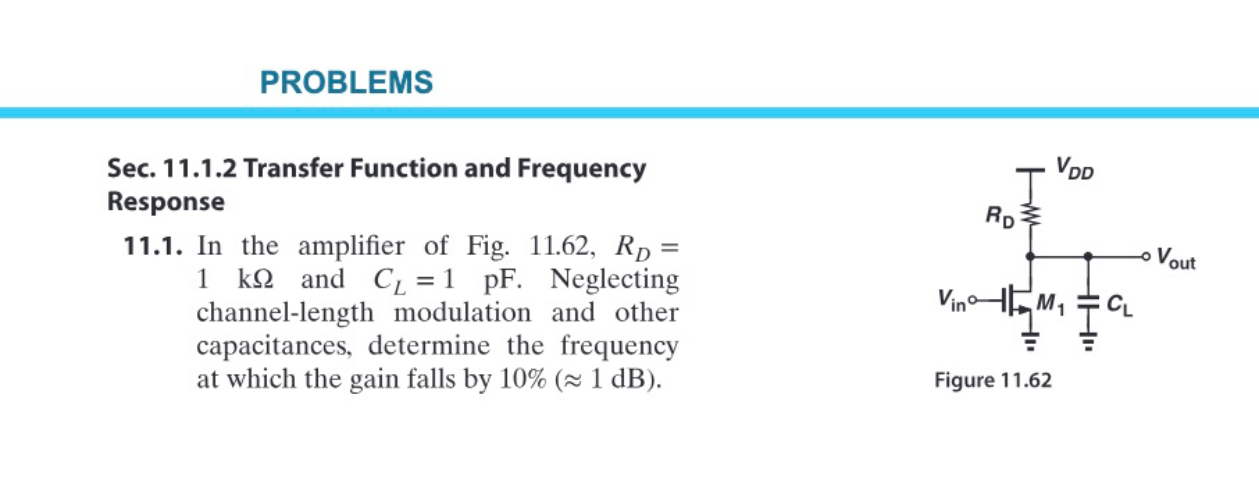 PROBLEMS
Sec. 11.1.2 Transfer Function and Frequency
Response
11.1. In the amplifier of Fig. 11.62, R_D =
1 kΩ and C_L = 1 pF. Neglecting
channel-length modulation and other
capacitances, determine the frequency
at which the gain falls by 10% (≈ 1 dB).
V_DD
R_D
V_out
V_in
M_1
C_L
Figure 11.62